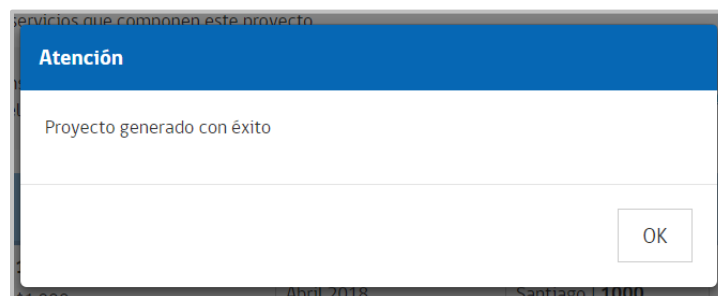 servicios que componen este proyecto
Atención
Proyecto generado con éxito
OK
Abril 2018
Santiago | 1000